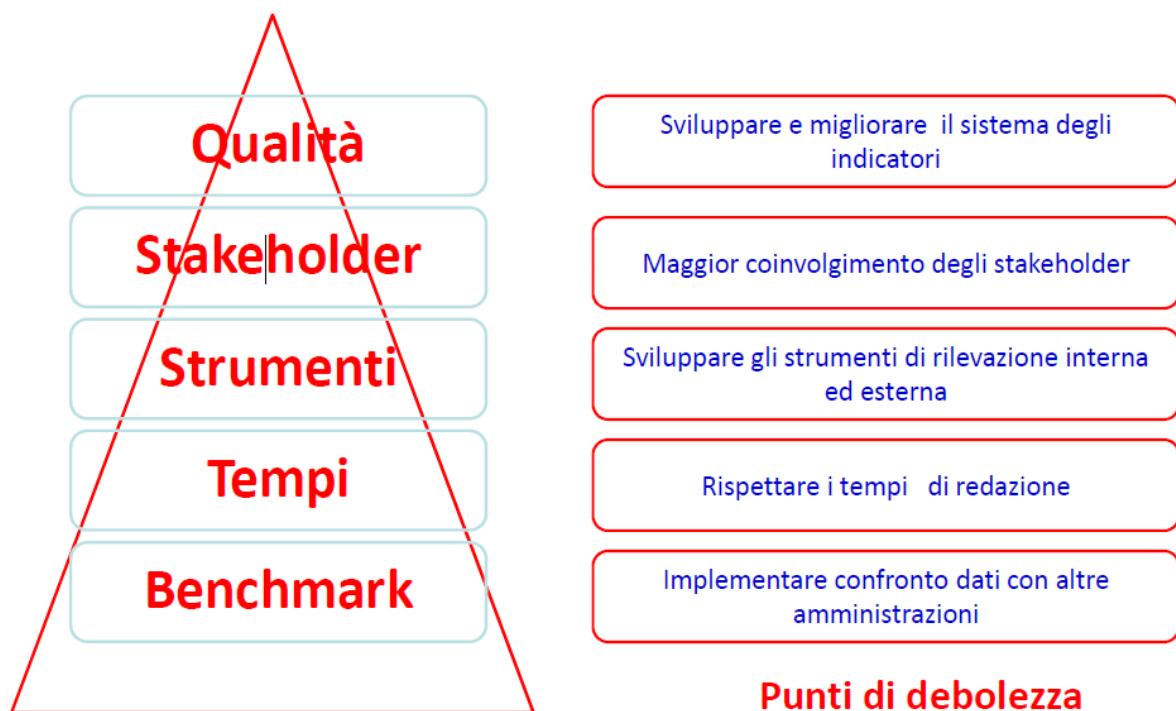 Qualità
Sviluppare e migliorare il sistema degli
indicatori
Stakeholder
Maggior coinvolgimento degli stakeholder
Strumenti
Sviluppare gli strumenti di rilevazione interna
ed esterna
Tempi
Rispettare i tempi di redazione
Benchmark
Implementare confronto dati con altre
amministrazioni
Punti di debolezza